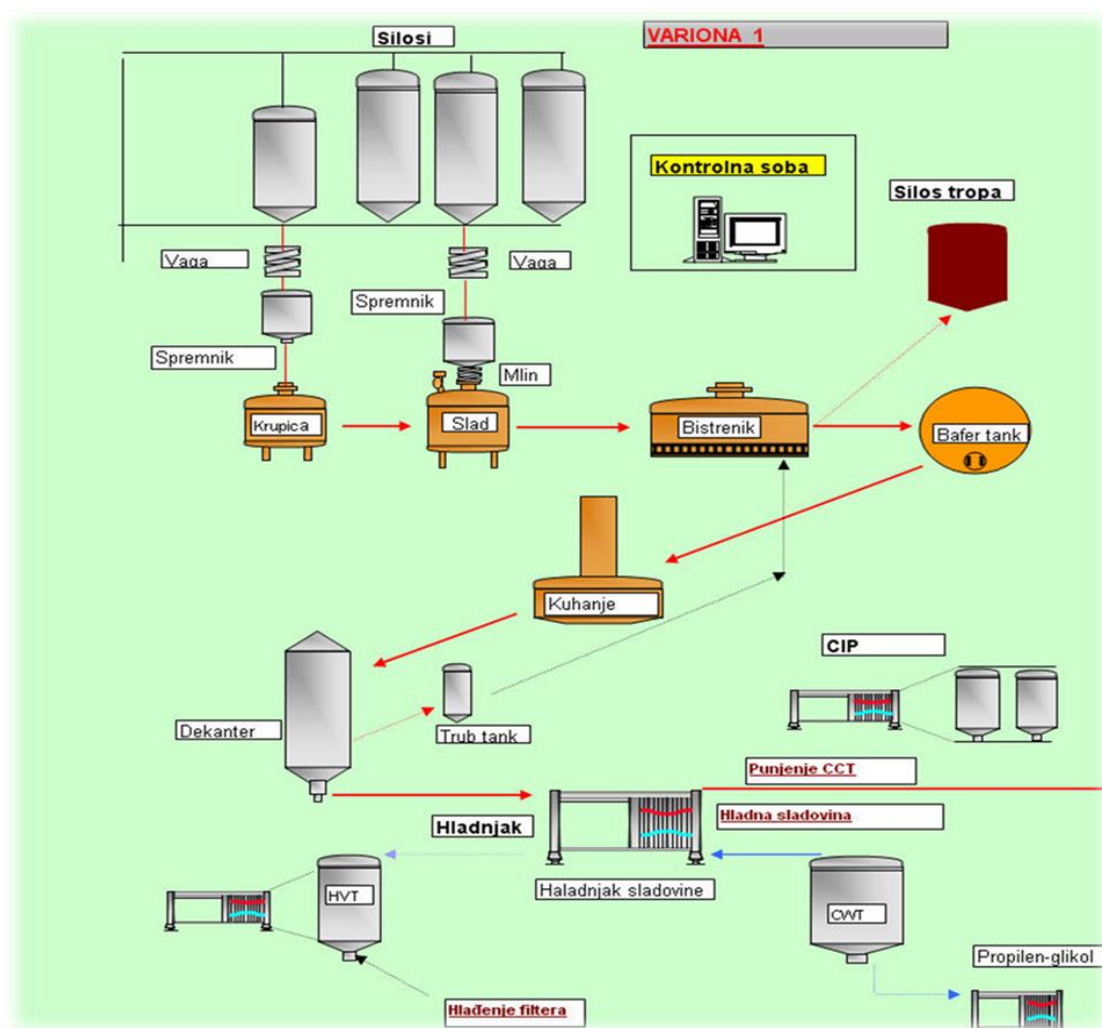 Silosi
VARIONA 1
Kontrolna soba
Silos tropa
Vaga
Vaga
Spremnik
Spremnik
Mlin
Krupica
Slad
Bistrenik
Bafer tank
Kuhanje
CIP
Dekanter
Trub tank
Punjenje CCT
Hladna sladovina
Hladnjak
Haladnjak sladovine
HVT
CWT
Propilen-glikol
Hlađenje filtera